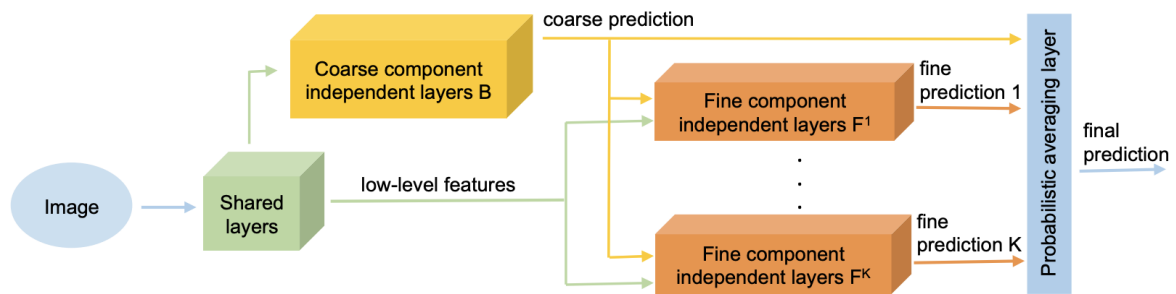 coarse prediction
Coarse component
independent layers B
fine
prediction 1
Fine component
independent layers F¹
Probabilistic averaging layer
final
prediction
low-level features
Image
Shared
layers
.
.
.
fine
prediction K
Fine component
independent layers Fᴷ